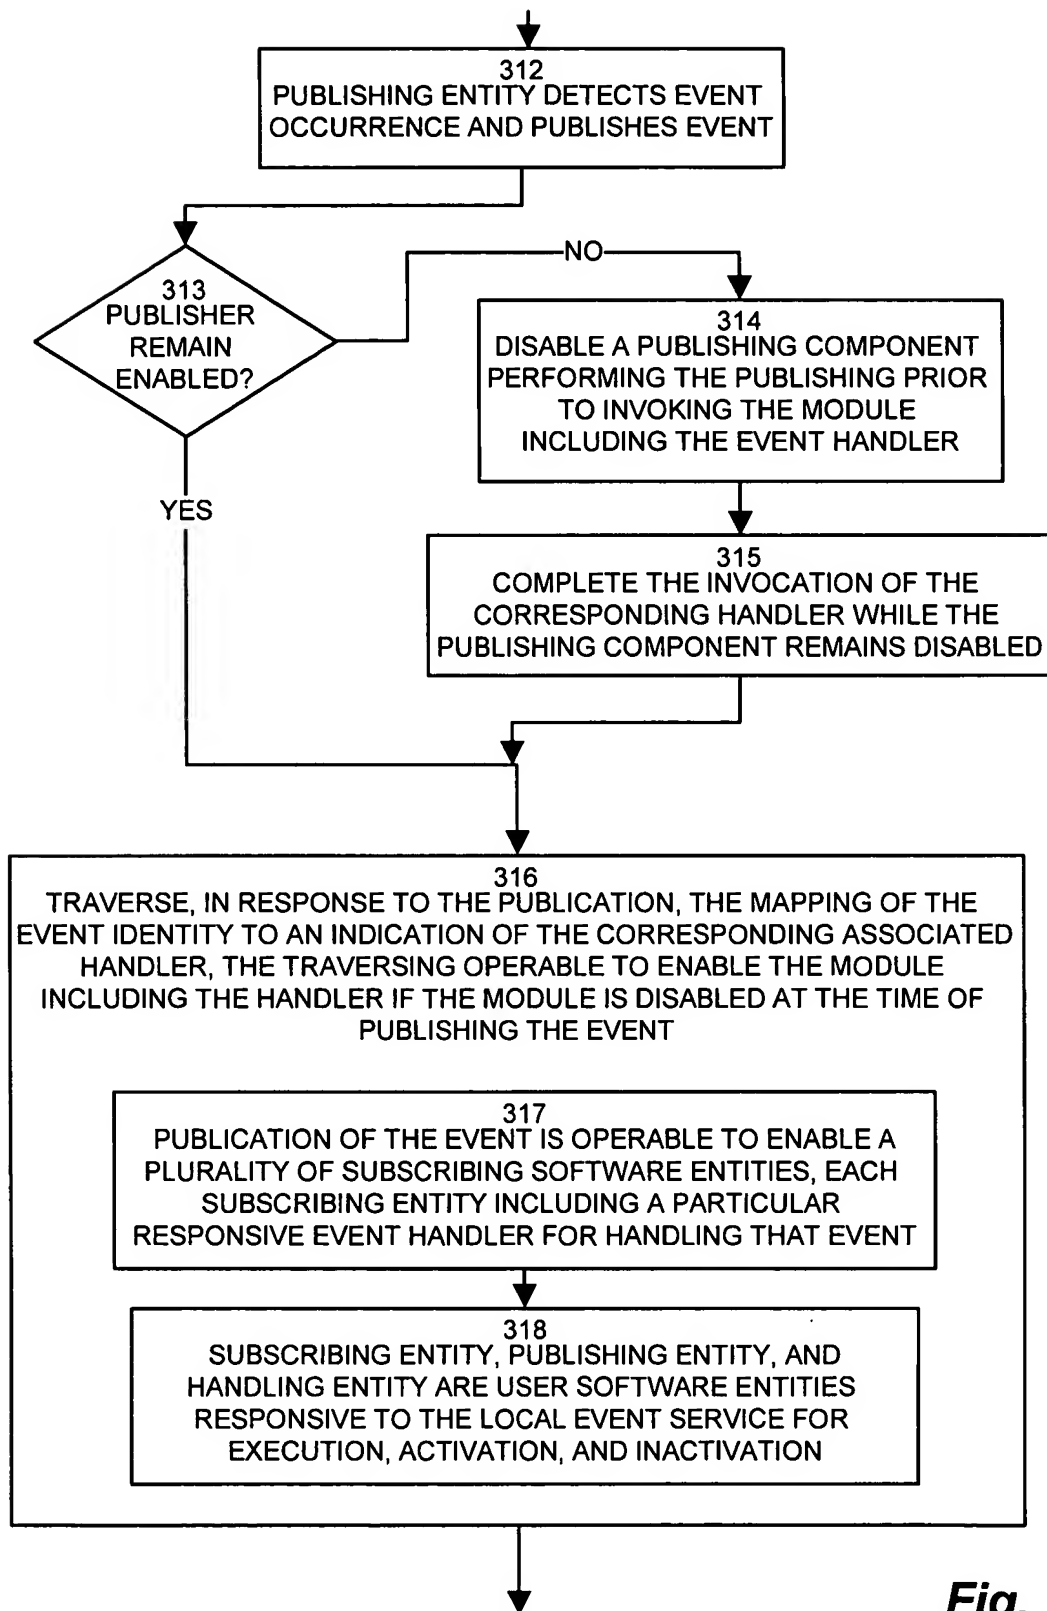 312
PUBLISHING ENTITY DETECTS EVENT
OCCURRENCE AND PUBLISHES EVENT
313
PUBLISHER
REMAIN
ENABLED?
NO
314
DISABLE A PUBLISHING COMPONENT
PERFORMING THE PUBLISHING PRIOR
TO INVOKING THE MODULE
INCLUDING THE EVENT HANDLER
YES
315
COMPLETE THE INVOCATION OF THE
CORRESPONDING HANDLER WHILE THE
PUBLISHING COMPONENT REMAINS DISABLED
316
TRAVERSE, IN RESPONSE TO THE PUBLICATION, THE MAPPING OF THE
EVENT IDENTITY TO AN INDICATION OF THE CORRESPONDING ASSOCIATED
HANDLER, THE TRAVERSING OPERABLE TO ENABLE THE MODULE
INCLUDING THE HANDLER IF THE MODULE IS DISABLED AT THE TIME OF
PUBLISHING THE EVENT
317
PUBLICATION OF THE EVENT IS OPERABLE TO ENABLE A
PLURALITY OF SUBSCRIBING SOFTWARE ENTITIES, EACH
SUBSCRIBING ENTITY INCLUDING A PARTICULAR
RESPONSIVE EVENT HANDLER FOR HANDLING THAT EVENT
318
SUBSCRIBING ENTITY, PUBLISHING ENTITY, AND
HANDLING ENTITY ARE USER SOFTWARE ENTITIES
RESPONSIVE TO THE LOCAL EVENT SERVICE FOR
EXECUTION, ACTIVATION, AND INACTIVATION
Fig.